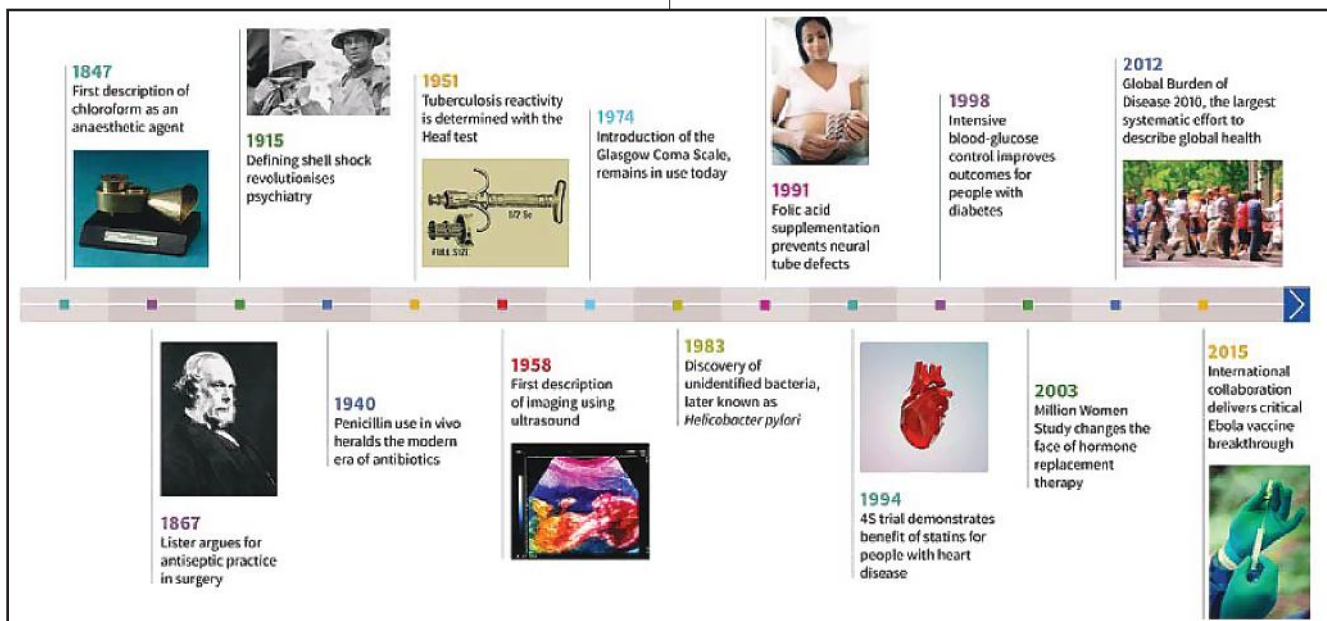 1847
First description of
chloroform as an
anaesthetic agent
1867
Lister argues for
antiseptic practice
in surgery
1915
Defining shell shock
revolutionises
psychiatry
1940
Penicillin use in vivo
heralds the modern
era of antibiotics
1951
Tuberculosis reactivity
is determined with the
Heaf test
FULL SIZE
1/2 Sc
1958
First description
of imaging using
ultrasound
1974
Introduction of the
Glasgow Coma Scale,
remains in use today
1983
Discovery of
unidentified bacteria,
later known as
Helicobacter pylori
1991
Folic acid
supplementation
prevents neural
tube defects
1994
4S trial demonstrates
benefit of statins for
people with heart
disease
1998
Intensive
blood-glucose
control improves
outcomes for
people with
diabetes
2003
Million Women
Study changes the
face of hormone
replacement
therapy
2012
Global Burden of
Disease 2010, the largest
systematic effort to
describe global health
2015
International
collaboration
delivers critical
Ebola vaccine
breakthrough